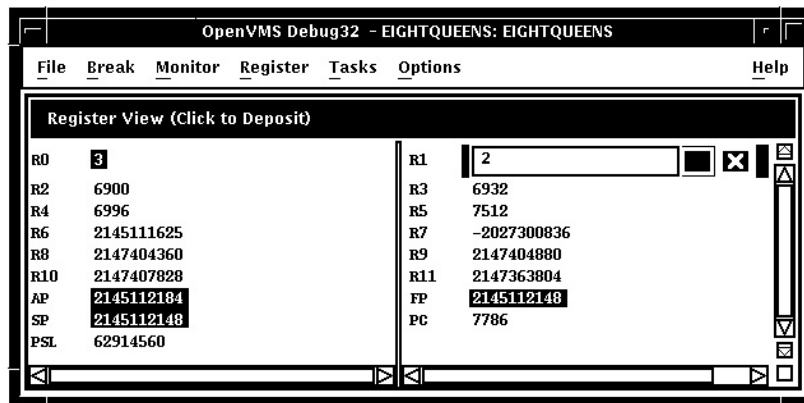 OpenVMS Debug32 - EIGHTQUEENS: EIGHTQUEENS
File Break Monitor Register Tasks Options Help
Register View (Click to Deposit)
R0 3 R1 2
R2 6900 R3 6932
R4 6996 R5 7512
R6 2145111625 R7 -2027300836
R8 2147404360 R9 2147404880
R10 2147407828 R11 2147363804
AP 2145112184 FP 2145112148
SP 2145112148 PC 7786
PSL 62914560